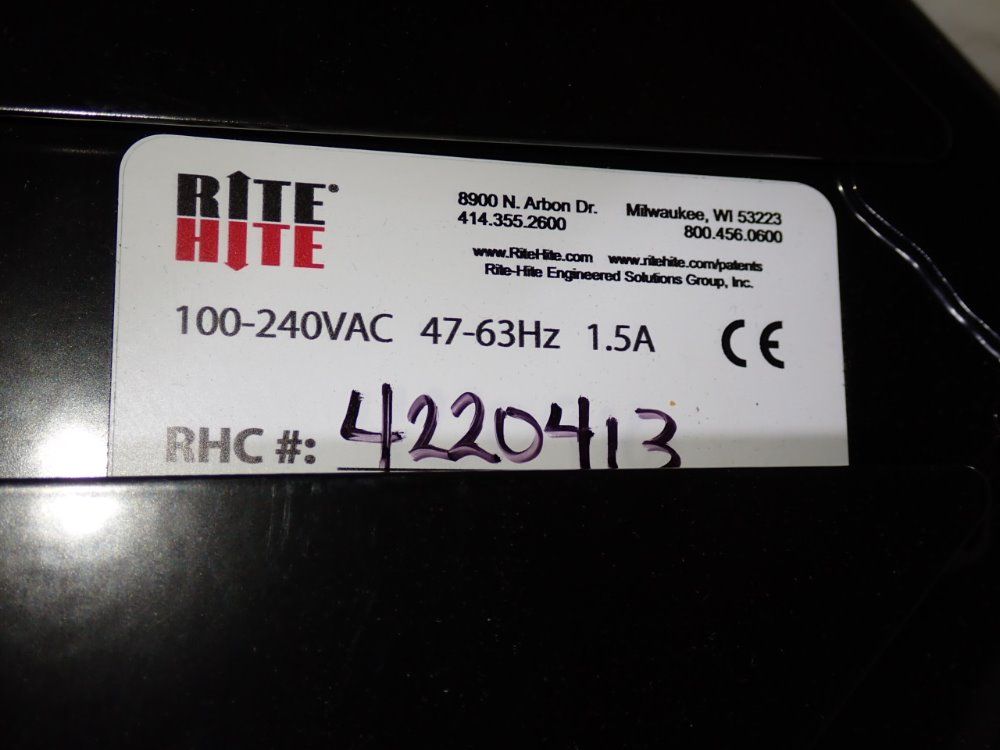 RITE®
HITE
8900 N. Arbon Dr. Milwaukee, WI 53223
414.355.2600 800.456.0600
www.RiteHite.com www.ritehite.com/patents
Rite-Hite Engineered Solutions Group, Inc.
100-240VAC 47-63Hz 1.5A CE
RHC #: 4220413